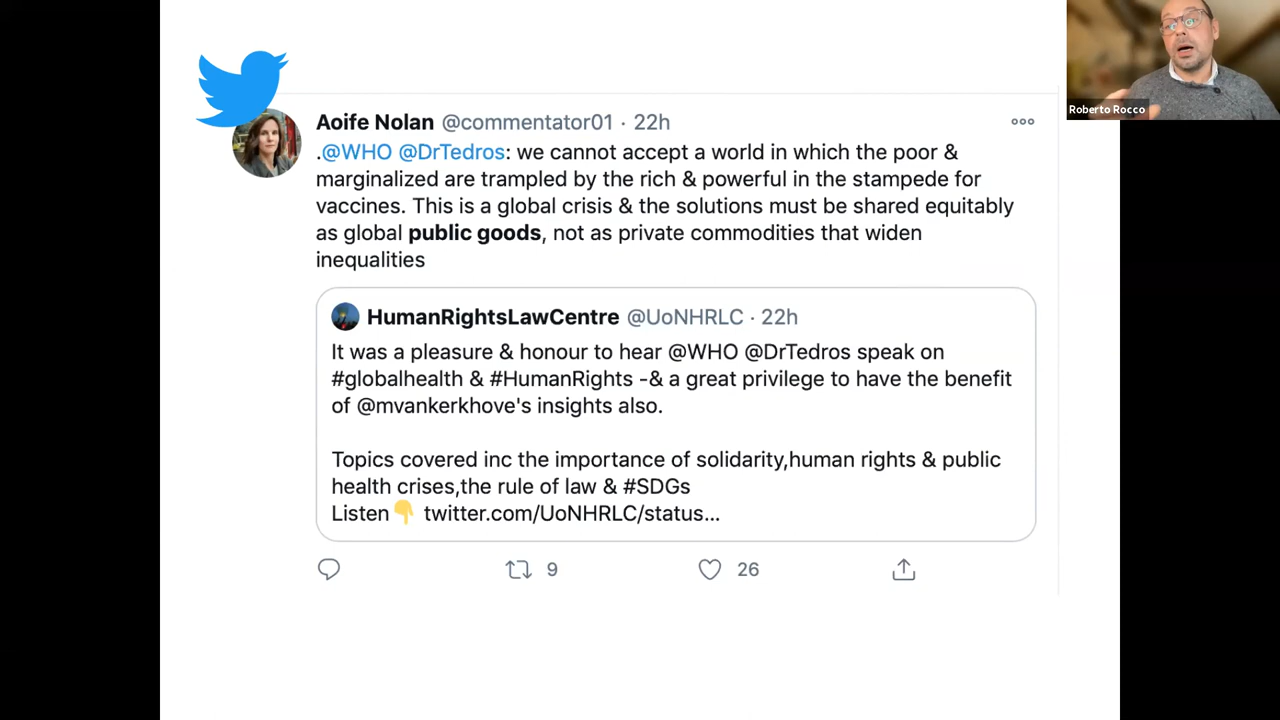 Roberto Rocco
Aoife Nolan @commentator01 · 22h
.@WHO @DrTedros: we cannot accept a world in which the poor &
marginalized are trampled by the rich & powerful in the stampede for
vaccines. This is a global crisis & the solutions must be shared equitably
as global public goods, not as private commodities that widen
inequalities
HumanRightsLawCentre @UoNHRLC · 22h
It was a pleasure & honour to hear @WHO @DrTedros speak on
#globalhealth & #HumanRights -& a great privilege to have the benefit
of @mvankerkhove's insights also.
Topics covered inc the importance of solidarity,human rights & public
health crises,the rule of law & #SDGs
Listen👇 twitter.com/UoNHRLC/status...
9 26